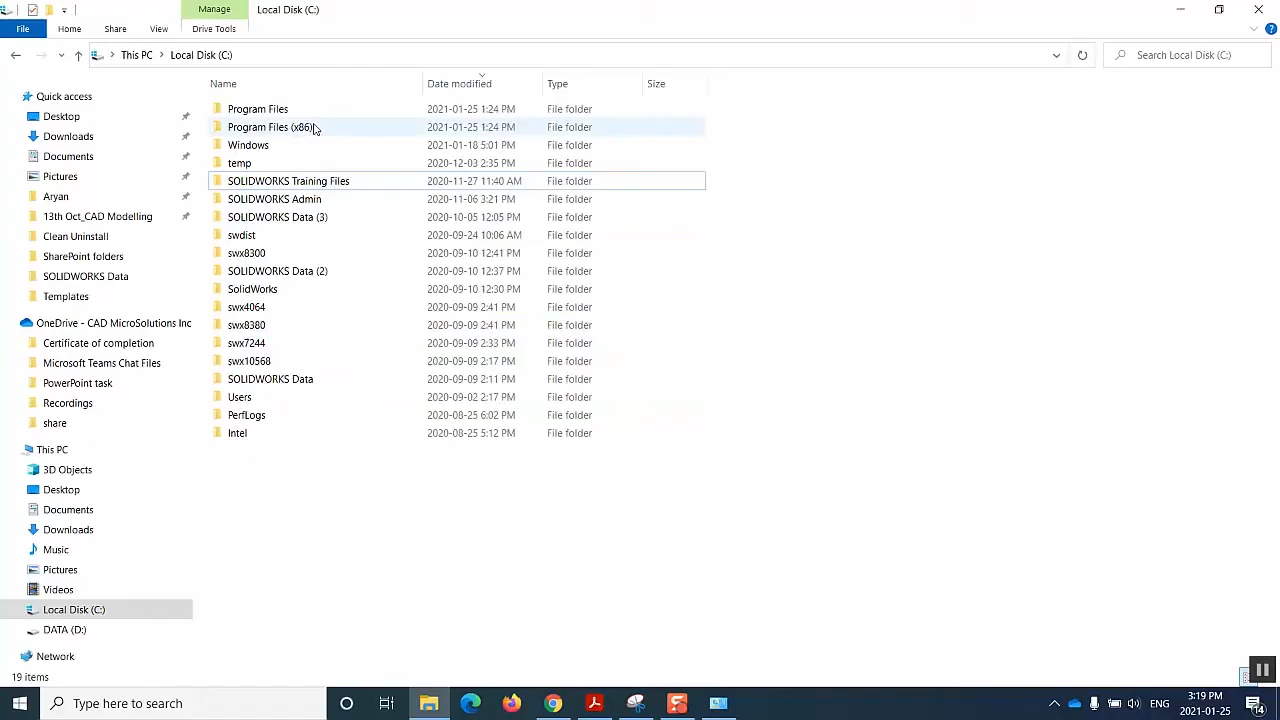 Manage
Local Disk (C:)
File
Home
Share
View
Drive Tools
This PC
Local Disk (C:)
Search Local Disk (C:)
Name
Date modified
Type
Size
Program Files 2021-01-25 1:24 PM File folder
Program Files (x86) 2021-01-25 1:24 PM File folder
Windows 2021-01-18 5:01 PM File folder
temp 2020-12-03 2:35 PM File folder
SOLIDWORKS Training Files 2020-11-27 11:40 AM File folder
SOLIDWORKS Admin 2020-11-06 3:21 PM File folder
SOLIDWORKS Data (3) 2020-10-05 12:05 PM File folder
swdist 2020-09-24 10:06 AM File folder
swx8300 2020-09-10 12:41 PM File folder
SOLIDWORKS Data (2) 2020-09-10 12:37 PM File folder
SolidWorks 2020-09-10 12:30 PM File folder
swx4064 2020-09-09 2:41 PM File folder
swx8380 2020-09-09 2:41 PM File folder
swx7244 2020-09-09 2:33 PM File folder
swx10568 2020-09-09 2:17 PM File folder
SOLIDWORKS Data 2020-09-09 2:11 PM File folder
Users 2020-09-02 2:17 PM File folder
PerfLogs 2020-08-25 6:02 PM File folder
Intel 2020-08-25 5:12 PM File folder
Quick access
Desktop
Downloads
Documents
Pictures
Aryan
13th Oct_CAD Modelling
Clean Uninstall
SharePoint folders
SOLIDWORKS Data
Templates
OneDrive - CAD MicroSolutions Inc
Certificate of completion
Microsoft Teams Chat Files
PowerPoint task
Recordings
share
This PC
3D Objects
Desktop
Documents
Downloads
Music
Pictures
Videos
Local Disk (C:)
DATA (D:)
Network
19 items
Type here to search
ENG
3:19 PM
2021-01-25